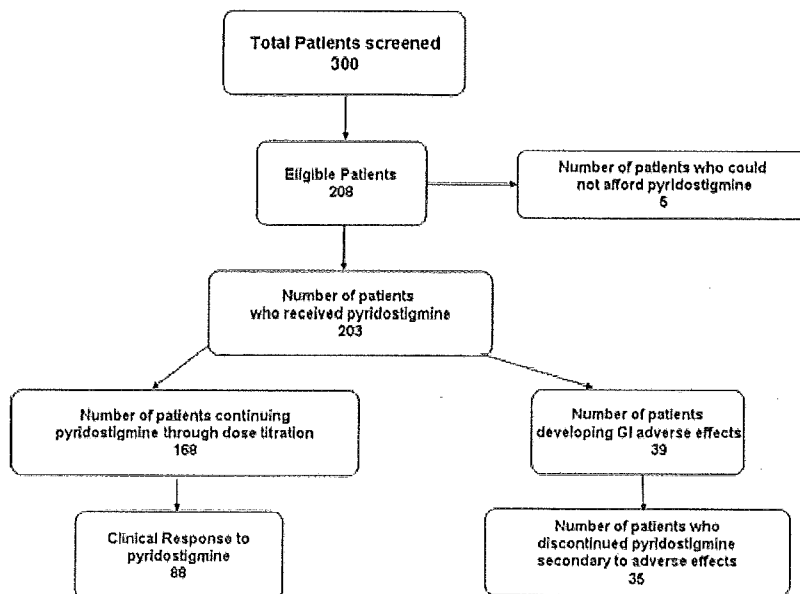 Total Patients screened
300
Eligible Patients
208
Number of patients who could
not afford pyridostigmine
5
Number of patients
who received pyridostigmine
203
Number of patients continuing
pyridostigmine through dose titration
168
Number of patients
developing GI adverse effects
39
Clinical Response to
pyridostigmine
88
Number of patients who
discontinued pyridostigmine
secondary to adverse effects
35